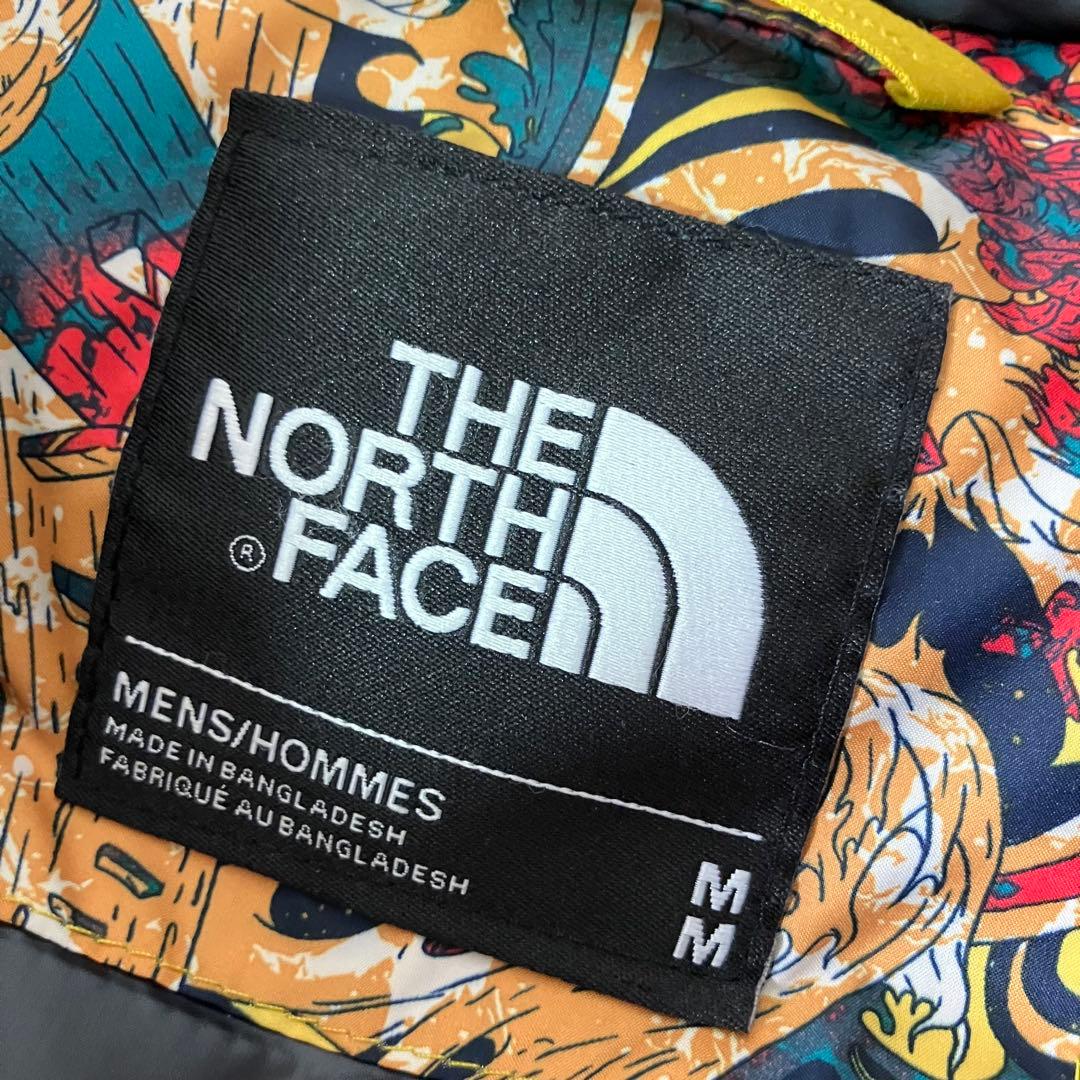 THE
NORTH
® FACE
MENS/HOMMES
MADE IN BANGLADESH
FABRIQUÉ AU BANGLADESH
M
M